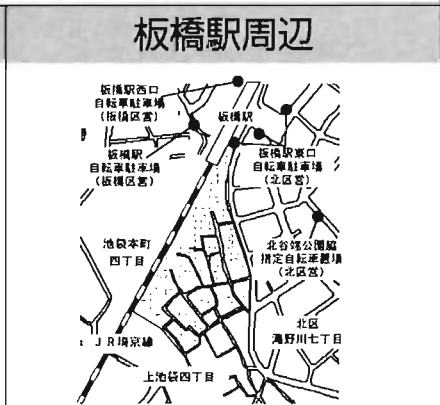 板橋駅周辺
板橋駅西口
自転車駐車場
(板橋区営)
板橋駅
板橋駅
自転車駐車場
(板橋区営)
板橋駅東口
自転車駐車場
(北区営)
池袋本町
四丁目
北谷端公園脇
指定自転車置場
(北区営)
北区
滝野川七丁目
JR埼京線
上池袋四丁目